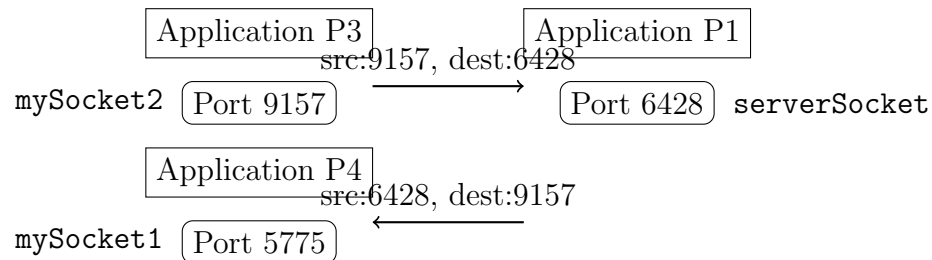 Application P3 Application P1
src:9157, dest:6428
mySocket2 Port 9157 Port 6428 serverSocket
Application P4
src:6428, dest:9157
mySocket1 Port 5775